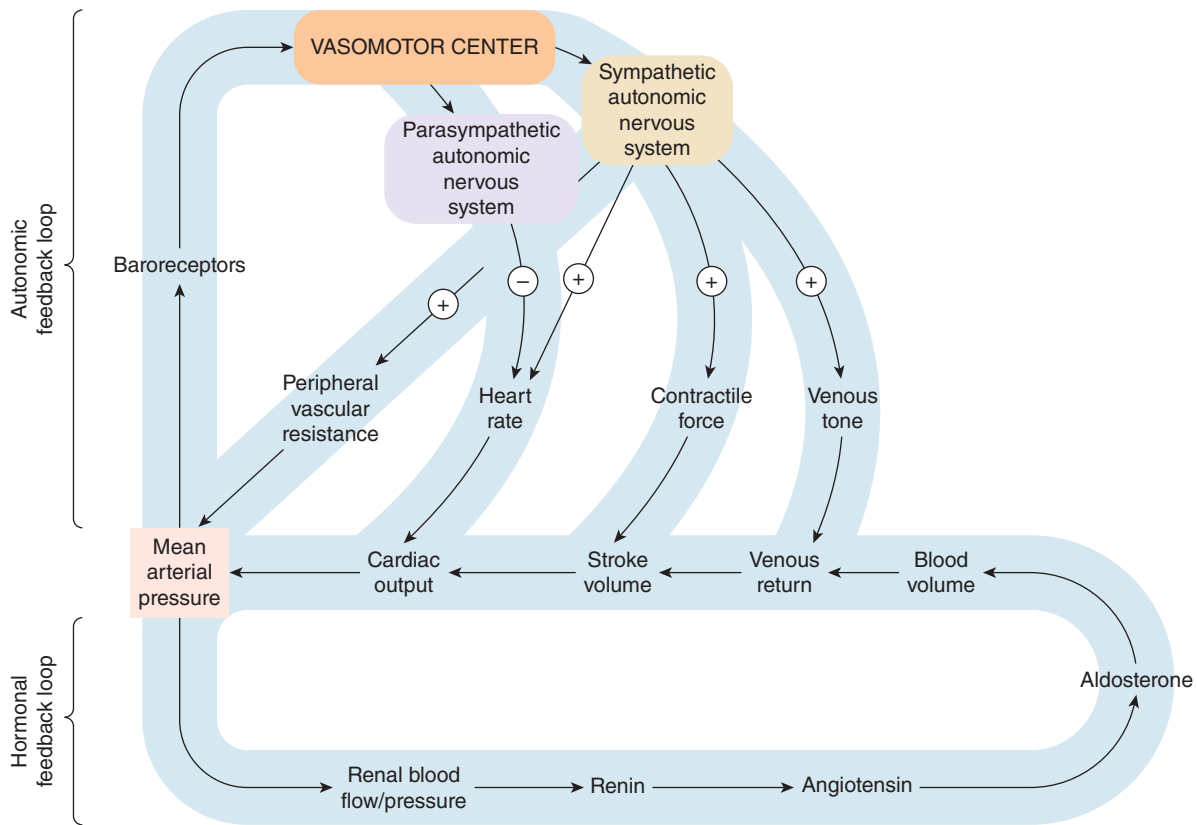 VASOMOTOR CENTER
Sympathetic
autonomic
nervous
system
Parasympathetic
autonomic
nervous
system
Autonomic
feedback loop
Baroreceptors
+
−
+
+
+
Peripheral
vascular
resistance
Heart
rate
Contractile
force
Venous
tone
Mean
arterial
pressure
Cardiac
output
Stroke
volume
Venous
return
Blood
volume
Hormonal
feedback loop
Aldosterone
Renal blood
flow/pressure
Renin
Angiotensin